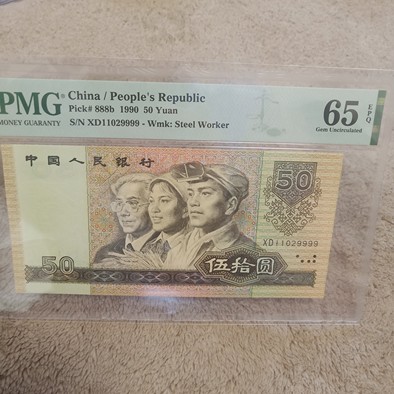 PMG
MONEY GUARANTY
China / People's Republic
Pick# 888b 1990 50 Yuan
S/N XD11029999 - Wmk: Steel Worker
65
EPQ
Gem Uncirculated
中国人民银行
50
XD11029999
50
伍拾圆